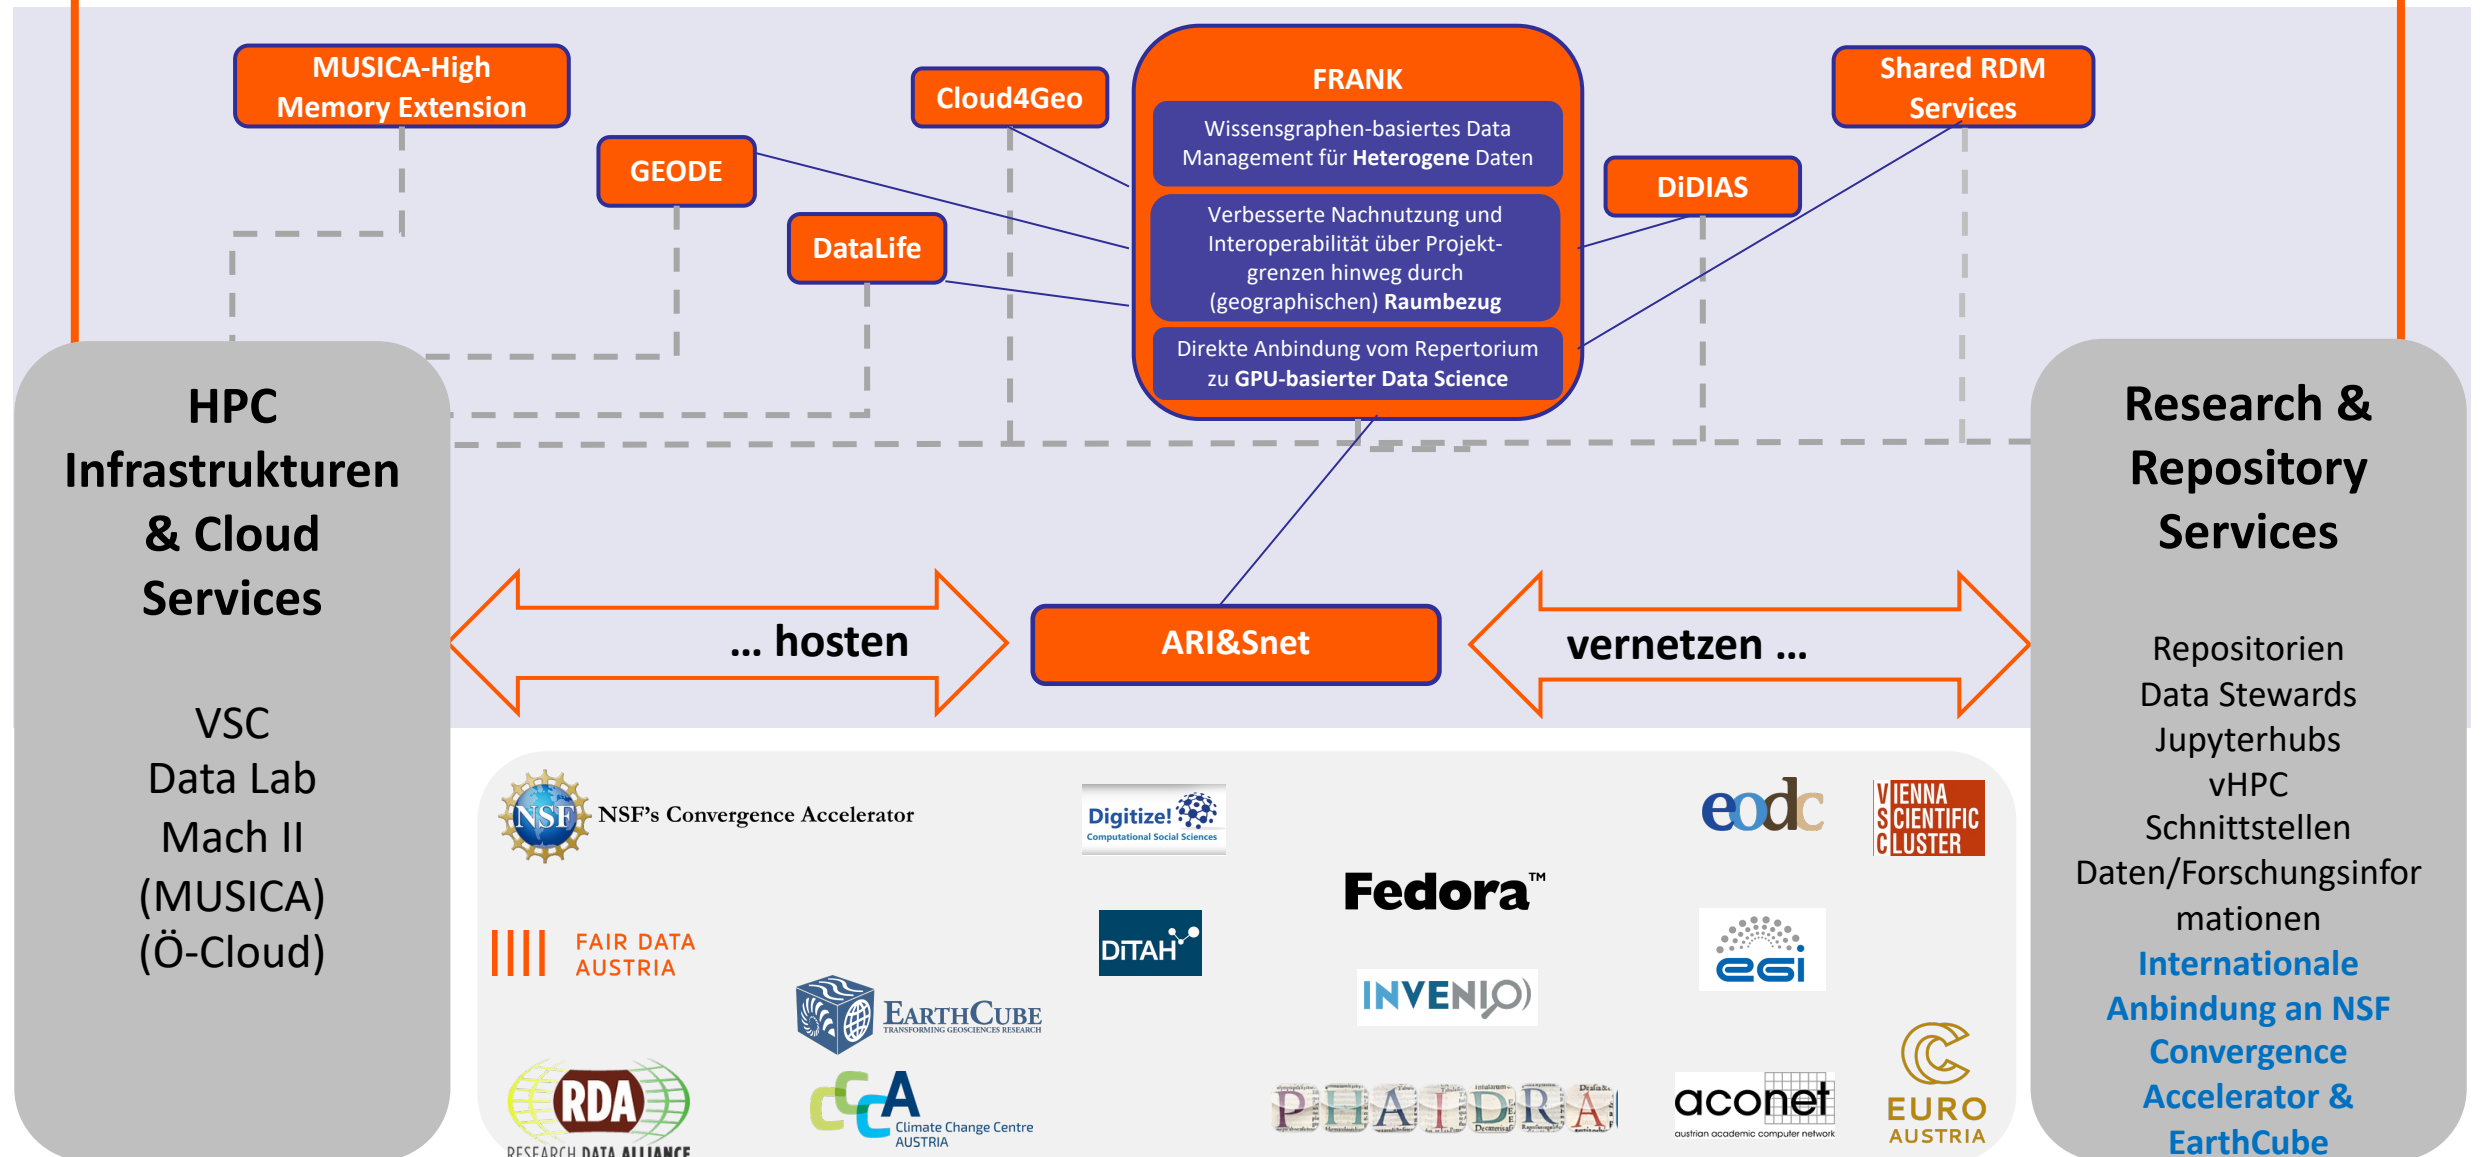 MUSICA-High
Memory Extension
GEODE
DataLife
Cloud4Geo
FRANK
Wissensgraphen-basiertes Data
Management für Heterogene Daten
Verbesserte Nachnutzung und
Interoperabilität über Projekt-
grenzen hinweg durch
(geographischen) Raumbezug
Direkte Anbindung vom Repertorium
zu GPU-basierter Data Science
DiDIAS
Shared RDM
Services
HPC
Infrastrukturen
& Cloud
Services
VSC
Data Lab
Mach II
(MUSICA)
(Ö-Cloud)
... hosten
ARI&Snet
vernetzen ...
Research &
Repository
Services
Repositorien
Data Stewards
Jupyterhubs
vHPC
Schnittstellen
Daten/Forschungsinfor
mationen
Internationale
Anbindung an NSF
Convergence
Accelerator &
EarthCube
NSF
NSF's Convergence Accelerator
Digitize!
Computational Social Sciences
eodc
VIENNA
SCIENTIFIC
CLUSTER
Fedora™
FAIR DATA
AUSTRIA
DiTAH
egi
EARTHCUBE
TRANSFORMING GEOSCIENCES RESEARCH
INVENIO
RDA
RESEARCH DATA ALLIANCE
CCCA
Climate Change Centre
AUSTRIA
PHAIDRA
aconet
austrian academic computer network
EURO
AUSTRIA